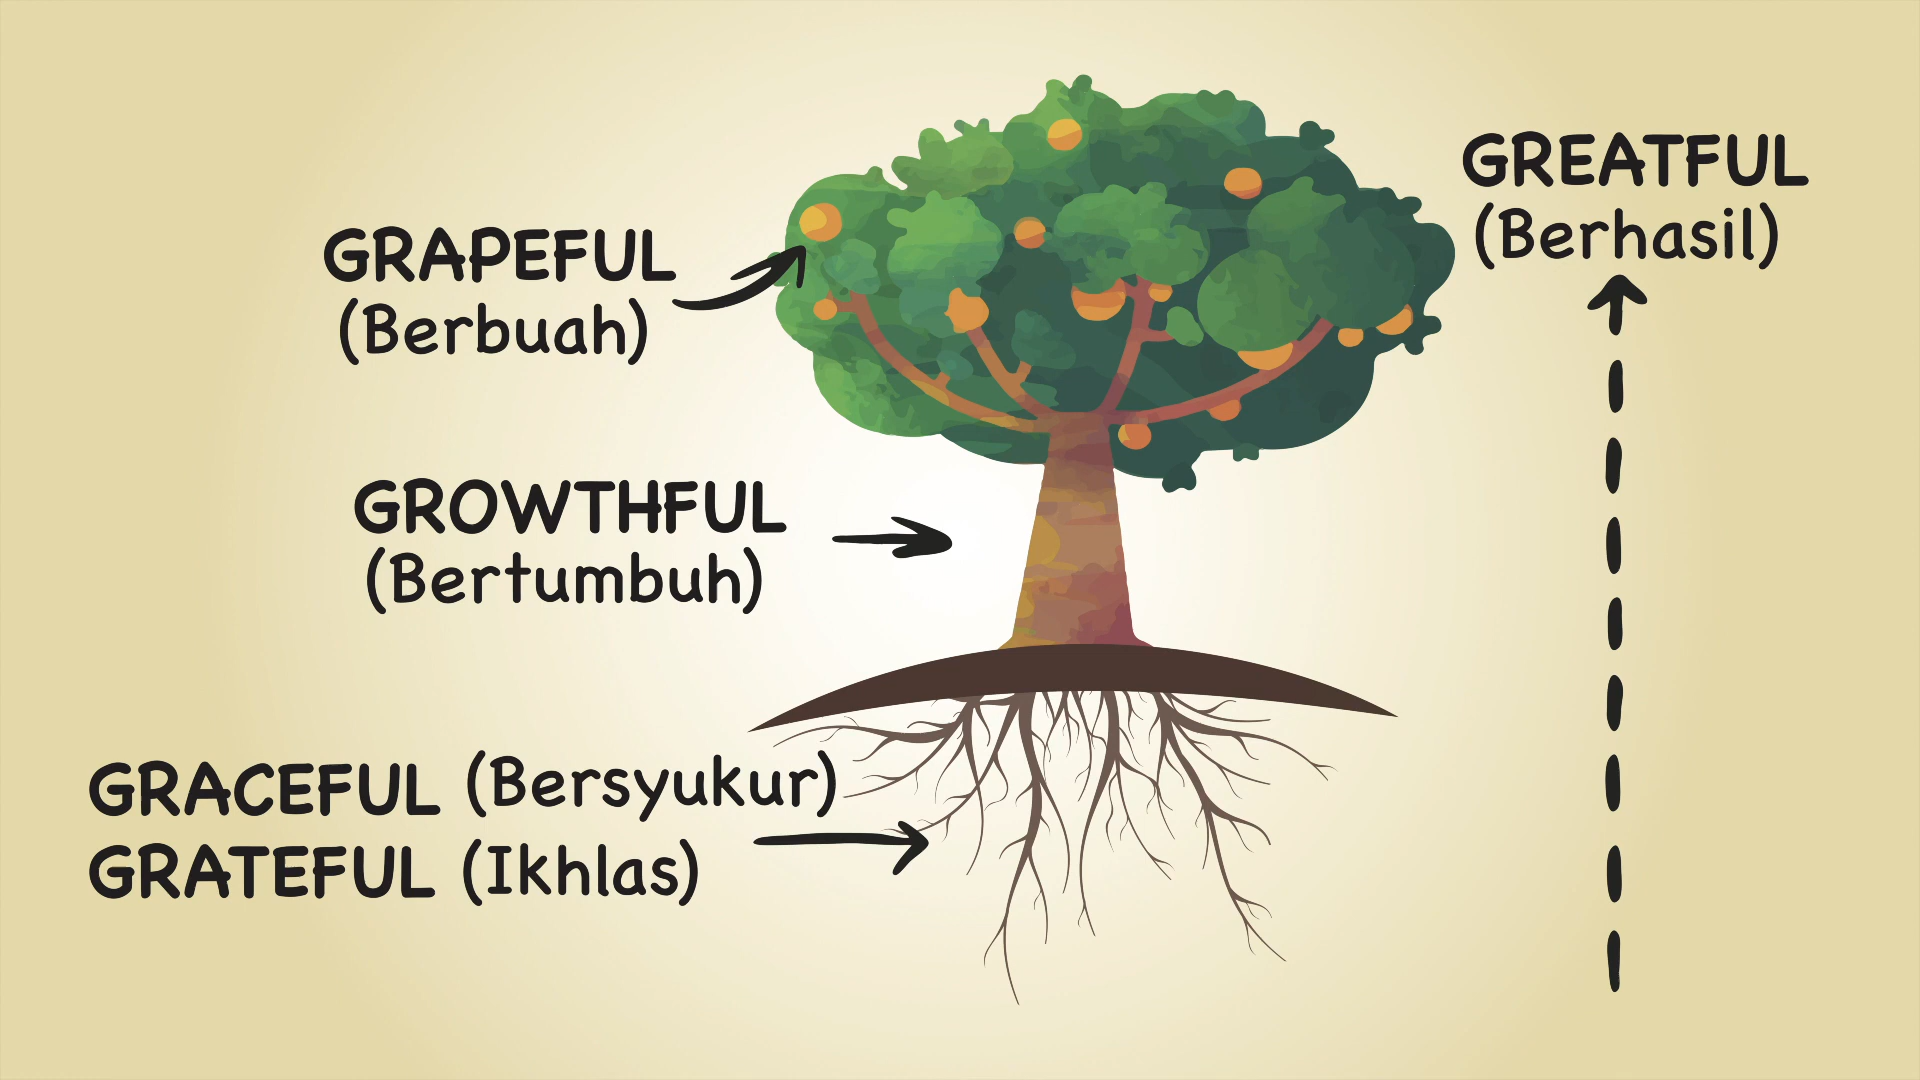 GRAPEFUL
(Berbuah)
GROWTHFUL
(Bertumbuh)
GRACEFUL (Bersyukur)
GRATEFUL (Ikhlas)
GREATFUL
(Berhasil)